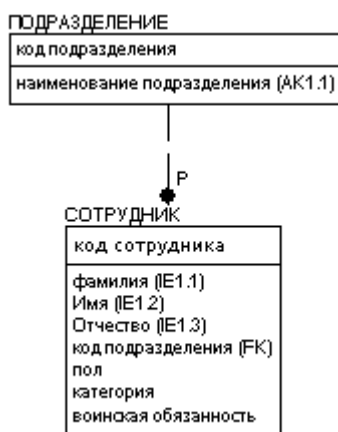 ПОДРАЗДЕЛЕНИЕ
код подразделения
наименование подразделения (AK1.1)
P
СОТРУДНИК
код сотрудника
фамилия (IE1.1)
Имя (IE1.2)
Отчество (IE1.3)
код подразделения (FK)
пол
категория
воинская обязанность